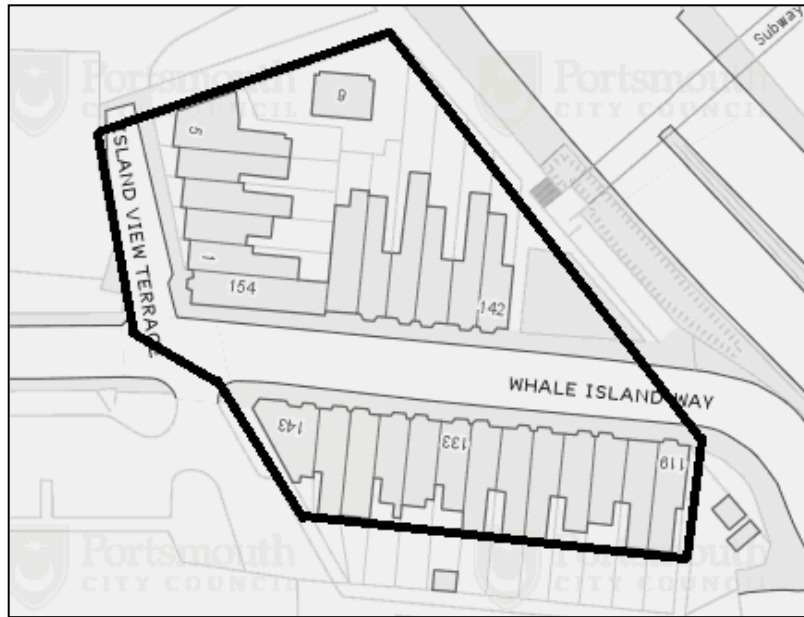 Subway
Portsmouth
CITY COUNCIL
Portsmouth
CITY COUNCIL
9
5
ISLAND VIEW TERRACE
1
154
142
WHALE ISLAND WAY
143
133
119
Portsmouth
CITY COUNCIL
Portsmouth
CITY COUNCIL